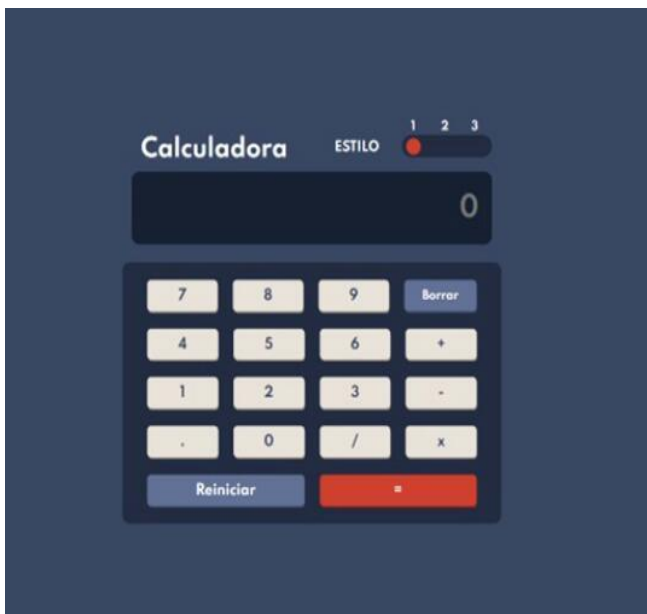 1 2 3
Calculadora ESTILO
0
7 8 9 Borrar
4 5 6 +
1 2 3 -
. 0 / x
Reiniciar =